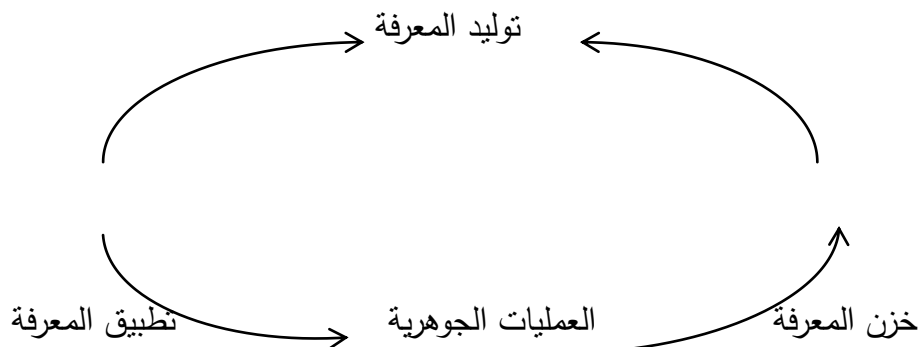 توليد المعرفة
خزن المعرفة
العمليات الجوهرية
تطبيق المعرفة